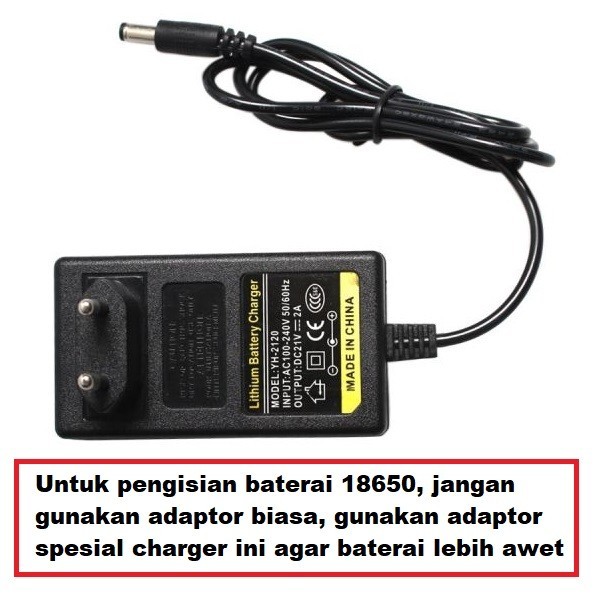 Lithium Battery Charger
MODEL:YH-2120
INPUT:AC100-240V 50/60Hz
OUTPUT:DC21V ⎓ 2A
CE
MADE IN CHINA
Untuk pengisian baterai 18650, jangan
gunakan adaptor biasa, gunakan adaptor
spesial charger ini agar baterai lebih awet